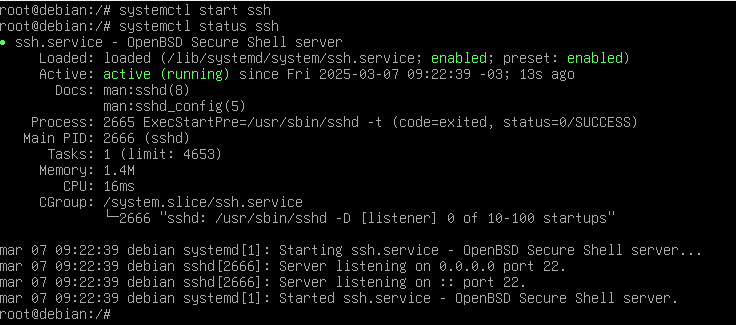 root@debian:/# systemctl start ssh
root@debian:/# systemctl status ssh
● ssh.service - OpenBSD Secure Shell server
     Loaded: loaded (/lib/systemd/system/ssh.service; enabled; preset: enabled)
     Active: active (running) since Fri 2025-03-07 09:22:39 -03; 13s ago
       Docs: man:sshd(8)
             man:sshd_config(5)
    Process: 2665 ExecStartPre=/usr/sbin/sshd -t (code=exited, status=0/SUCCESS)
   Main PID: 2666 (sshd)
      Tasks: 1 (limit: 4653)
     Memory: 1.4M
        CPU: 16ms
     CGroup: /system.slice/ssh.service
             └─2666 "sshd: /usr/sbin/sshd -D [listener] 0 of 10-100 startups"
mar 07 09:22:39 debian systemd[1]: Starting ssh.service - OpenBSD Secure Shell server...
mar 07 09:22:39 debian sshd[2666]: Server listening on 0.0.0.0 port 22.
mar 07 09:22:39 debian sshd[2666]: Server listening on :: port 22.
mar 07 09:22:39 debian systemd[1]: Started ssh.service - OpenBSD Secure Shell server.
root@debian:/#